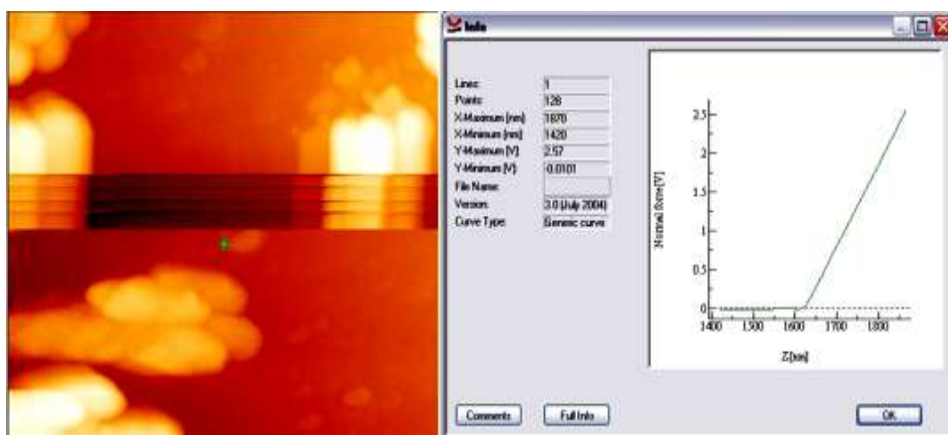 Info
Lines: 1
Points: 128
X-Maximum [nm] 1870
X-Minimum [nm] 1420
Y-Maximum [V] 2.57
Y-Minimum [V] -0.0101
File Name:
Version: 3.0 (July 2004)
Curve Type: Generic curve
2.5
2
1.5
1
0.5
0
1400 1500 1600 1700 1800
Normal force[V]
Z[nm]
Comments Full Info OK